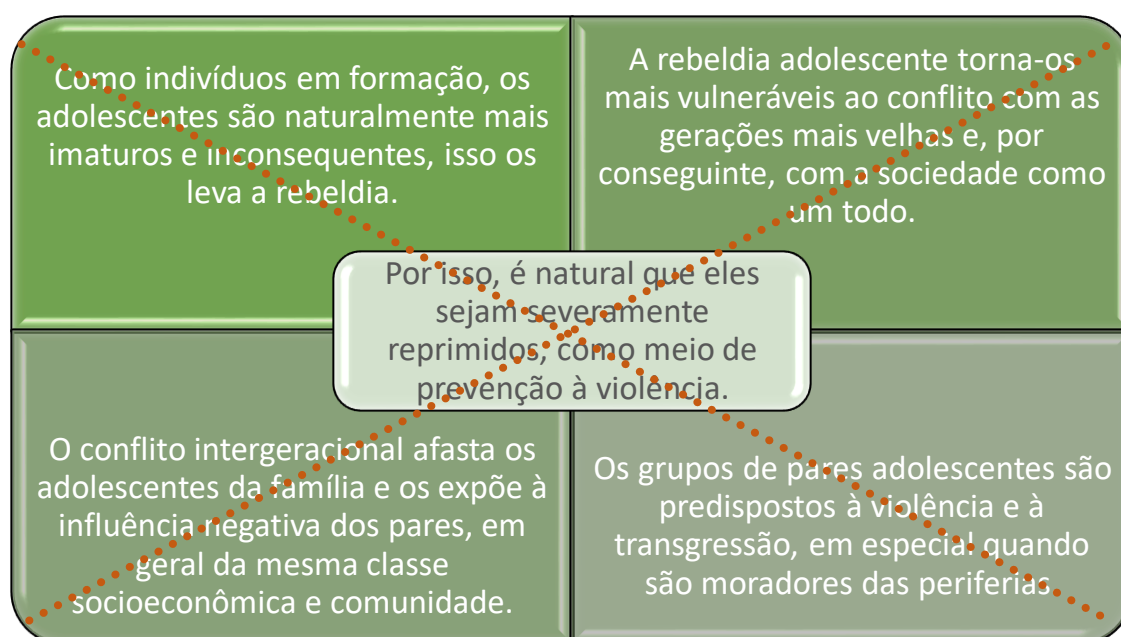 Como indivíduos em formação, os
adolescentes são naturalmente mais
imaturos e inconsequentes, isso os
leva a rebeldia.
A rebeldia adolescente torna-os
mais vulneráveis ao conflito com as
gerações mais velhas e, por
conseguinte, com a sociedade como
um todo.
Por isso, é natural que eles
sejam severamente
reprimidos, como meio de
prevenção à violência.
O conflito intergeracional afasta os
adolescentes da família e os expõe à
influência negativa dos pares, em
geral da mesma classe
socioeconômica e comunidade.
Os grupos de pares adolescentes são
predispostos à violência e à
transgressão, em especial quando
são moradores das periferias